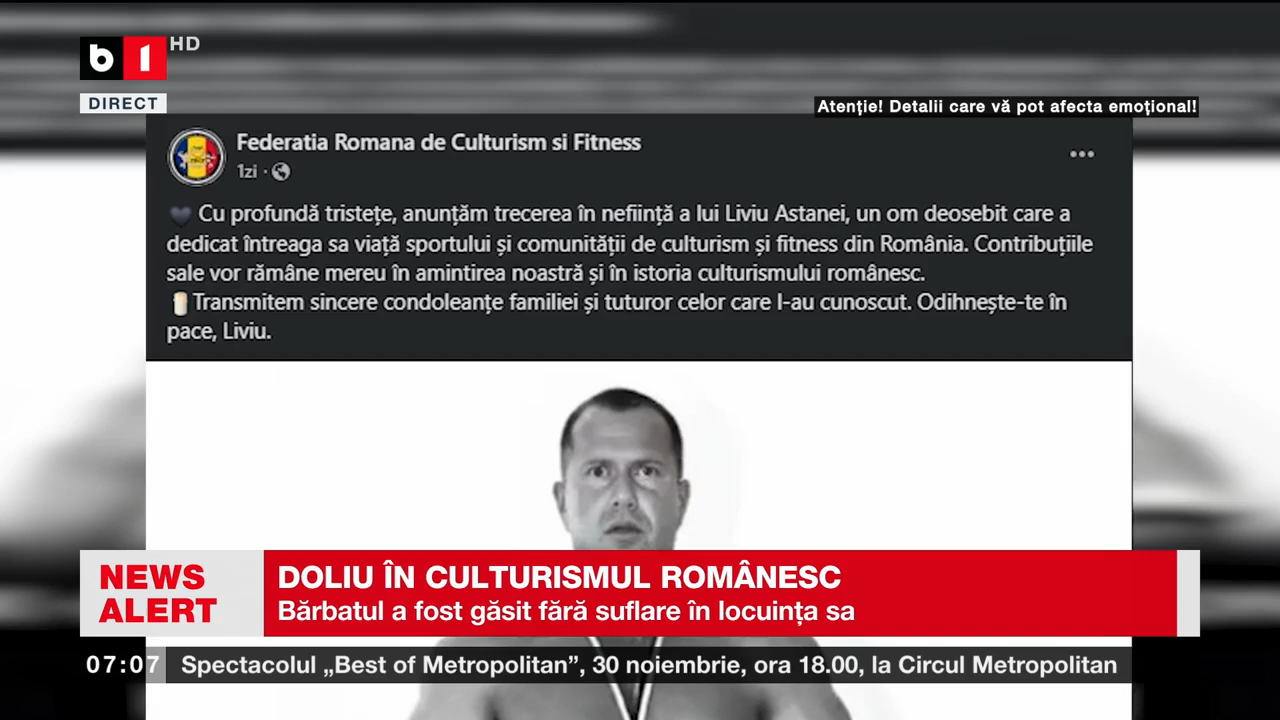 b1 HD
DIRECT
Atenție! Detalii care vă pot afecta emoțional!
Federatia Romana de Culturism si Fitness
1zi ·
Cu profundă tristețe, anunțăm trecerea în neființă a lui Liviu Astanei, un om deosebit care a
dedicat întreaga sa viață sportului și comunității de culturism și fitness din România. Contribuțiile
sale vor rămâne mereu în amintirea noastră și în istoria culturismului românesc.
Transmitem sincere condoleanțe familiei și tuturor celor care l-au cunoscut. Odihnește-te în
pace, Liviu.
NEWS
ALERT
DOLIU ÎN CULTURISMUL ROMÂNESC
Bărbatul a fost găsit fără suflare în locuința sa
07:07 Spectacolul „Best of Metropolitan”, 30 noiembrie, ora 18.00, la Circul Metropolitan